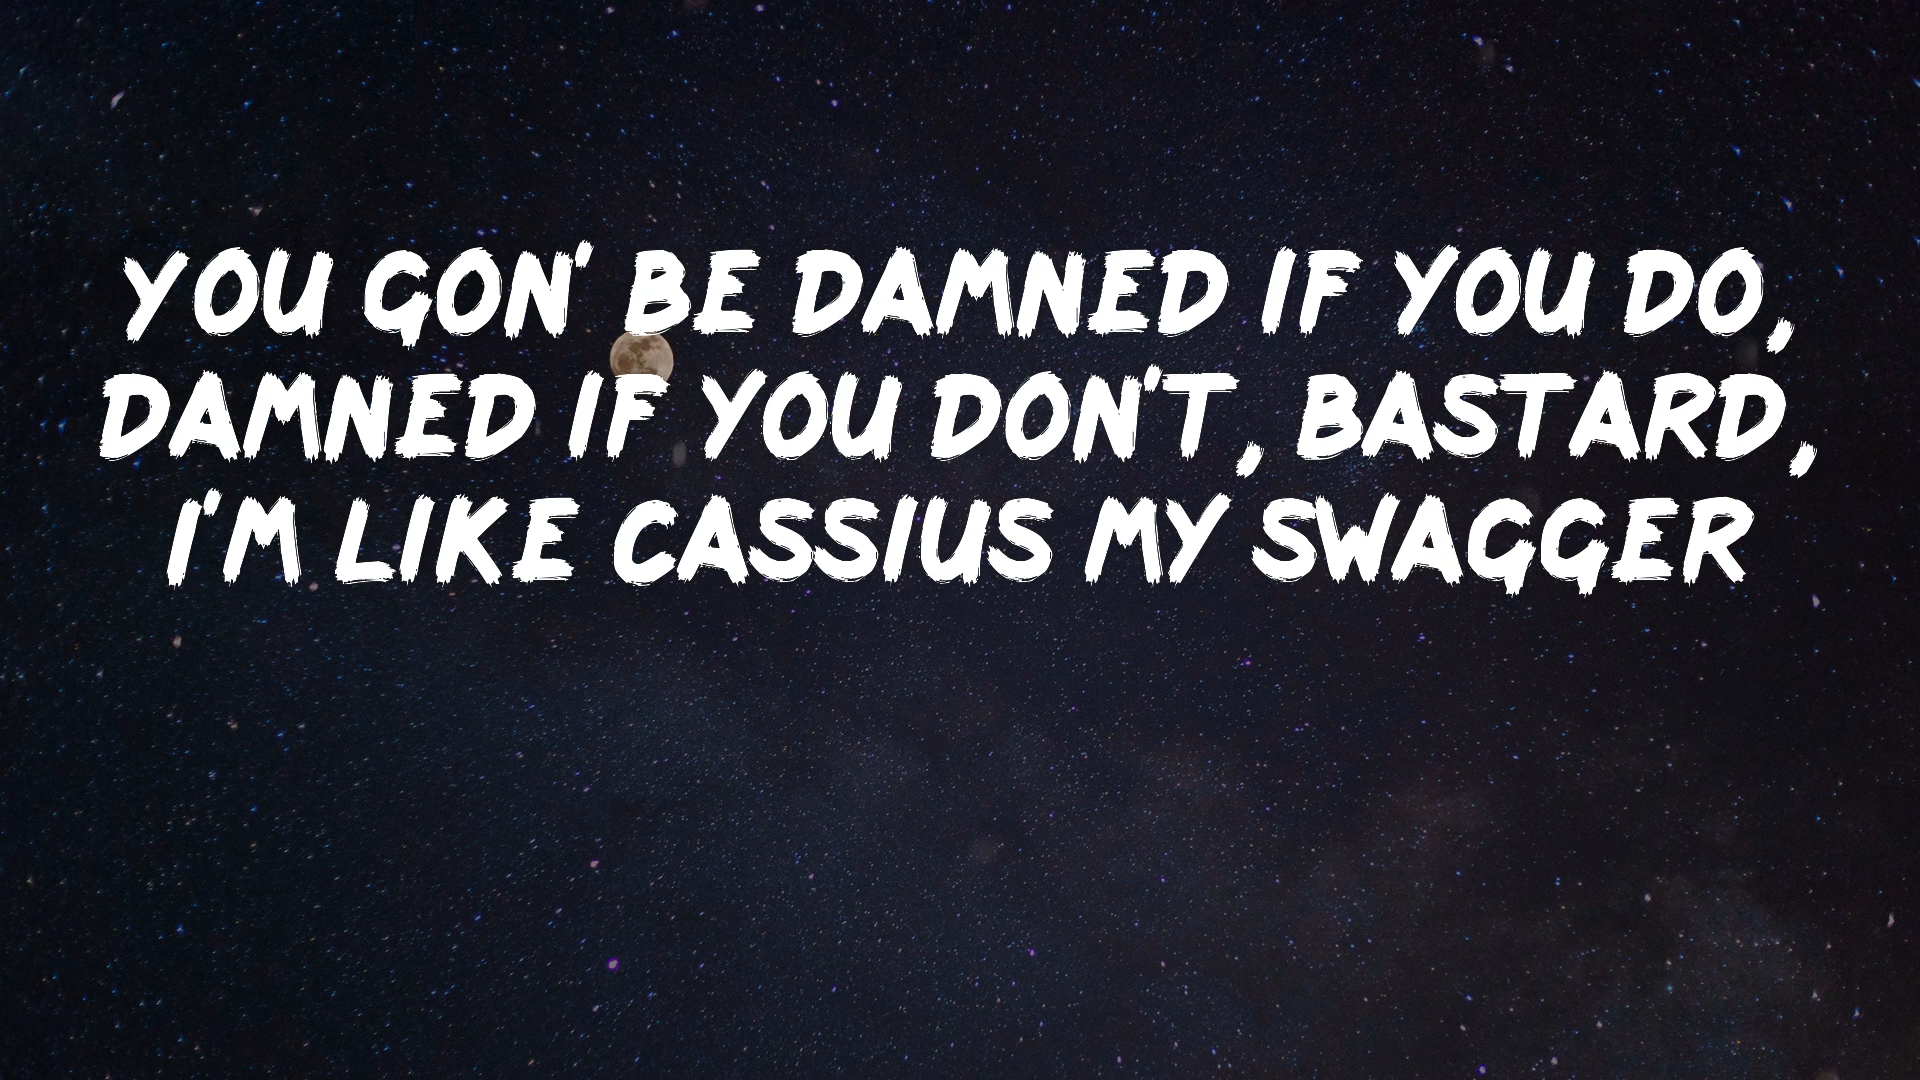 YOU GON' BE DAMNED IF YOU DO,
DAMNED IF YOU DON'T, BASTARD,
I'M LIKE CASSIUS MY SWAGGER